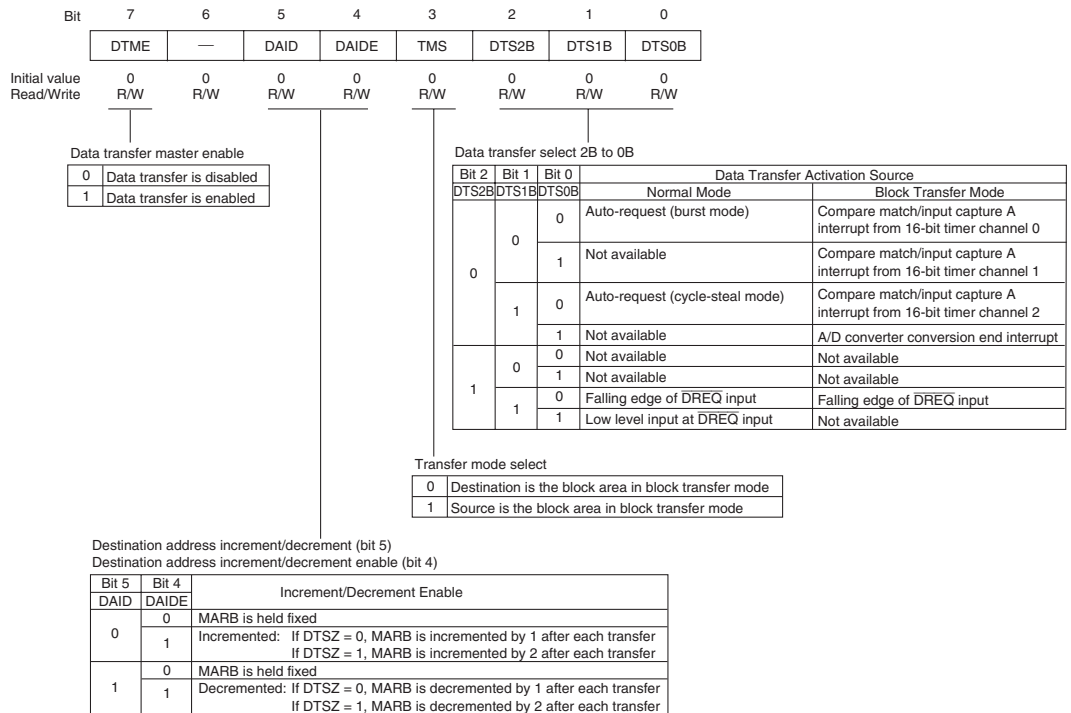 Bit 7 6 5 4 3 2 1 0
DTME — DAID DAIDE TMS DTS2B DTS1B DTS0B
Initial value 0 0 0 0 0 0 0 0
Read/Write R/W R/W R/W R/W R/W R/W R/W R/W
Data transfer master enable
0 Data transfer is disabled
1 Data transfer is enabled
Data transfer select 2B to 0B
Bit 2 Bit 1 Bit 0 Data Transfer Activation Source
DTS2B DTS1B DTS0B Normal Mode Block Transfer Mode
0 0 0 Auto-request (burst mode) Compare match/input capture A
interrupt from 16-bit timer channel 0
1 Not available Compare match/input capture A
interrupt from 16-bit timer channel 1
1 0 Auto-request (cycle-steal mode) Compare match/input capture A
interrupt from 16-bit timer channel 2
1 Not available A/D converter conversion end interrupt
1 0 0 Not available Not available
1 Not available Not available
1 0 Falling edge of DREQ input Falling edge of DREQ input
1 Low level input at DREQ input Not available
Transfer mode select
0 Destination is the block area in block transfer mode
1 Source is the block area in block transfer mode
Destination address increment/decrement (bit 5)
Destination address increment/decrement enable (bit 4)
Bit 5 Bit 4 Increment/Decrement Enable
DAID DAIDE
0 0 MARB is held fixed
1 Incremented: If DTSZ = 0, MARB is incremented by 1 after each transfer
If DTSZ = 1, MARB is incremented by 2 after each transfer
1 0 MARB is held fixed
1 Decremented: If DTSZ = 0, MARB is decremented by 1 after each transfer
If DTSZ = 1, MARB is decremented by 2 after each transfer